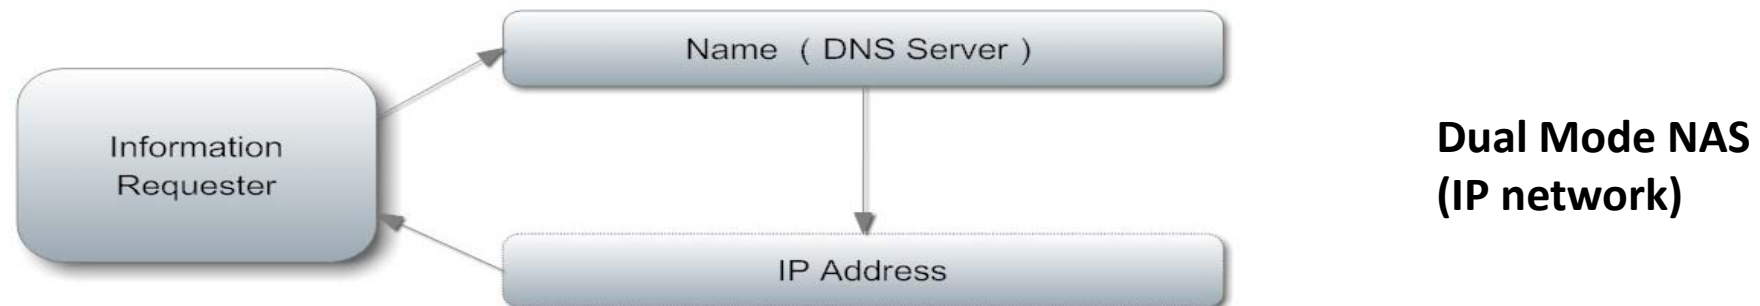 Name ( DNS Server )
Information
Requester
IP Address
Dual Mode NAS
(IP network)